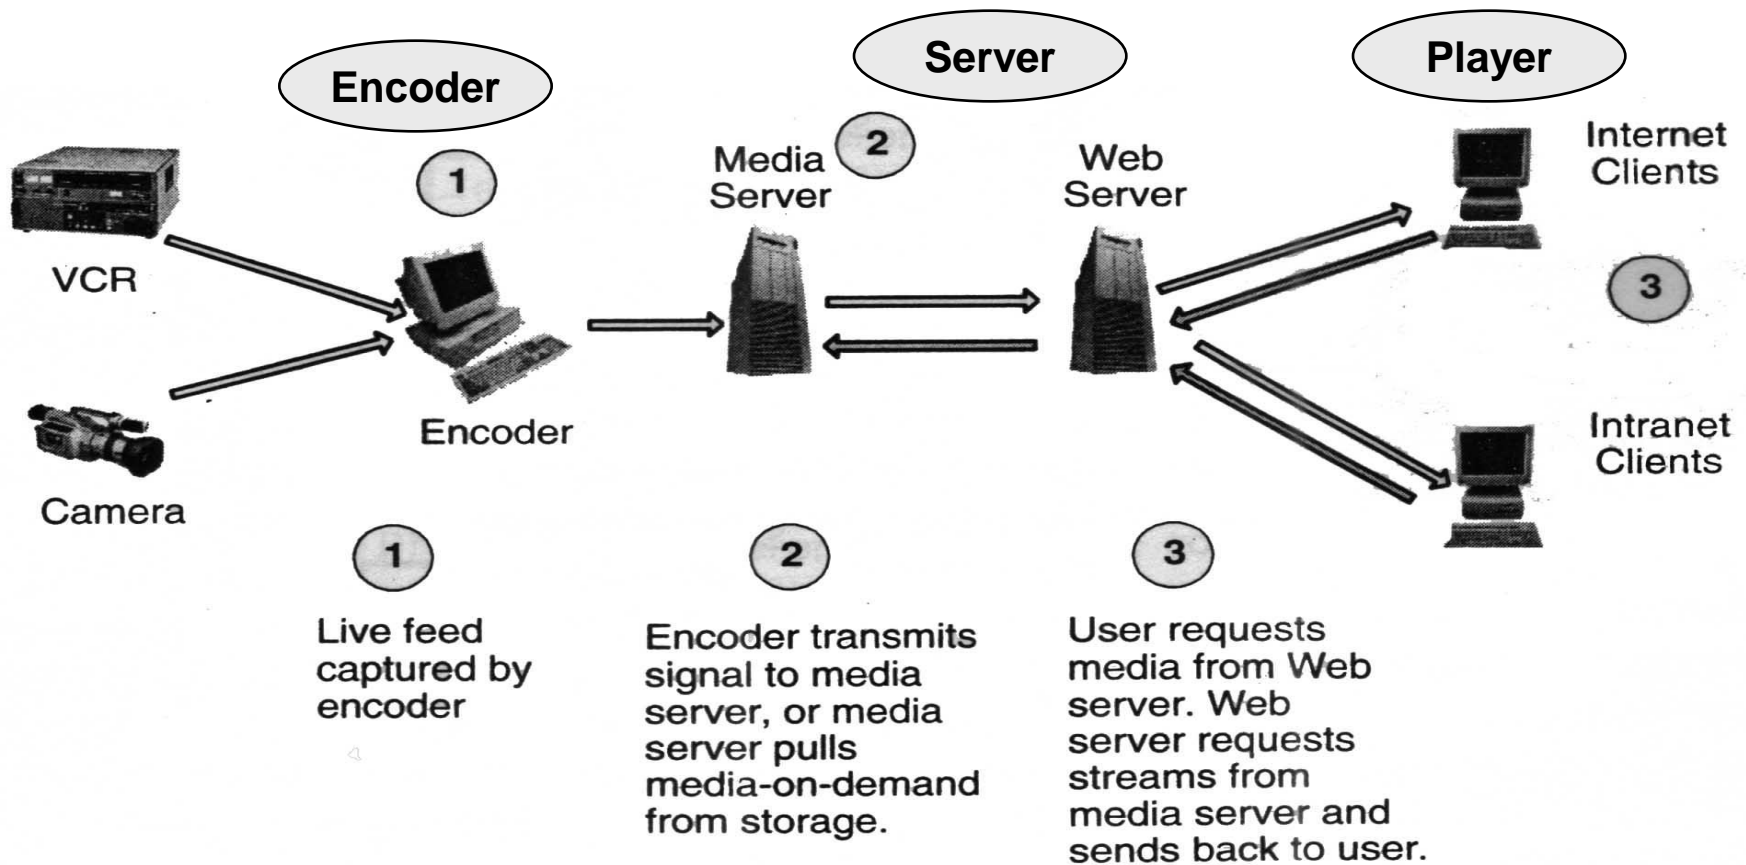 Encoder
Server
Player
1
Media
Server
2
Web
Server
Internet
Clients
VCR
3
Encoder
Intranet
Clients
Camera
1
Live feed
captured by
encoder
2
Encoder transmits
signal to media
server, or media
server pulls
media-on-demand
from storage.
3
User requests
media from Web
server. Web
server requests
streams from
media server and
sends back to user.